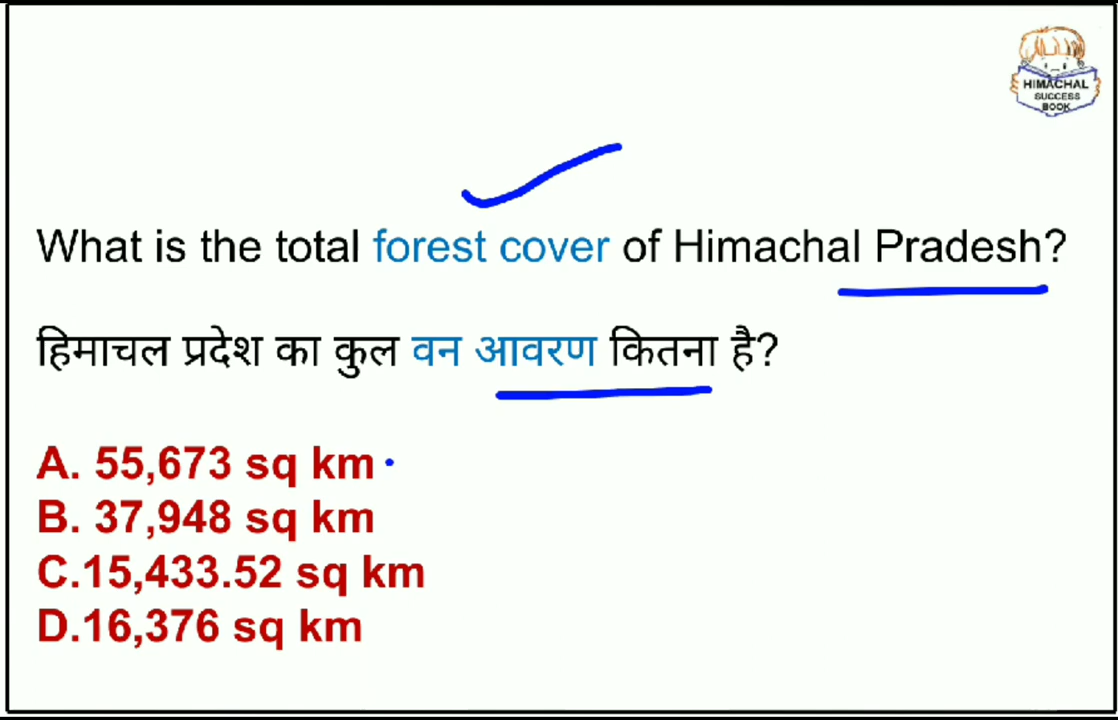 HIMACHAL
SUCCESS
BOOK
What is the total forest cover of Himachal Pradesh?
हिमाचल प्रदेश का कुल वन आवरण कितना है?
A. 55,673 sq km
B. 37,948 sq km
C.15,433.52 sq km
D.16,376 sq km